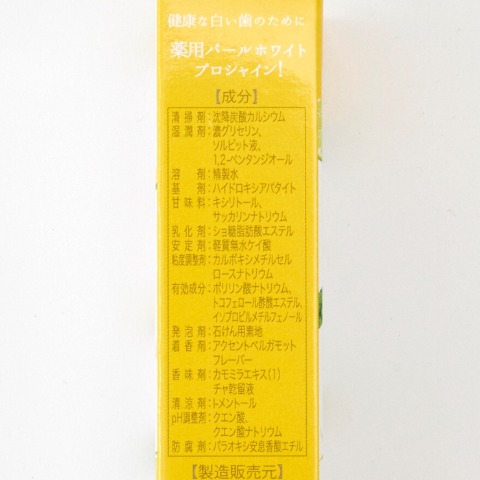 健康な白い歯のために
薬用パールホワイト
プロシャイン!
【成分】
清掃剤:沈降炭酸カルシウム
湿潤剤:濃グリセリン、
ソルビット液、
1,2-ペンタンジオール
溶剤:精製水
基剤:ハイドロキシアパタイト
甘味料:キシリトール、
サッカリンナトリウム
乳化剤:ショ糖脂肪酸エステル
安定剤:軽質無水ケイ酸
粘度調整剤:カルボキシメチルセル
ロースナトリウム
有効成分:ポリリン酸ナトリウム、
トコフェロール酢酸エステル、
イソプロピルメチルフェノール
発泡剤:石けん用素地
着香剤:アクセントベルガモット
フレーバー
香味剤:カモミラエキス(1)
チャ乾留液
清涼剤:l-メントール
pH調整剤:クエン酸、
クエン酸ナトリウム
防腐剤:パラオキシ安息香酸エチル
【製造販売元】